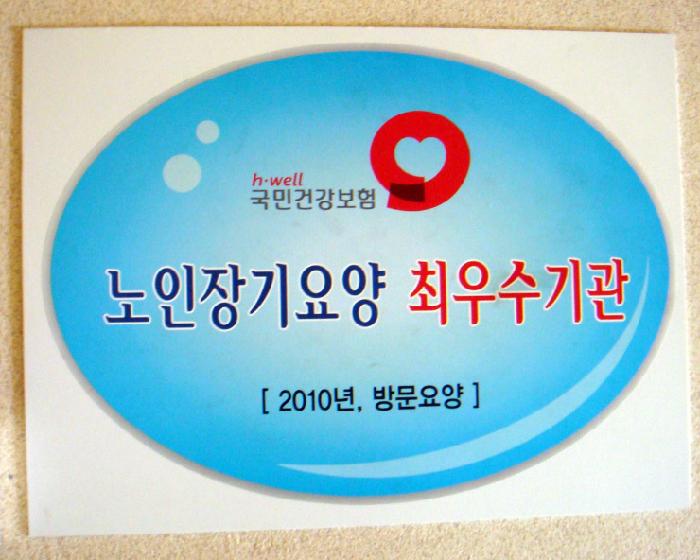 h·well
국민건강보험
노인장기요양 최우수기관
[ 2010년, 방문요양 ]